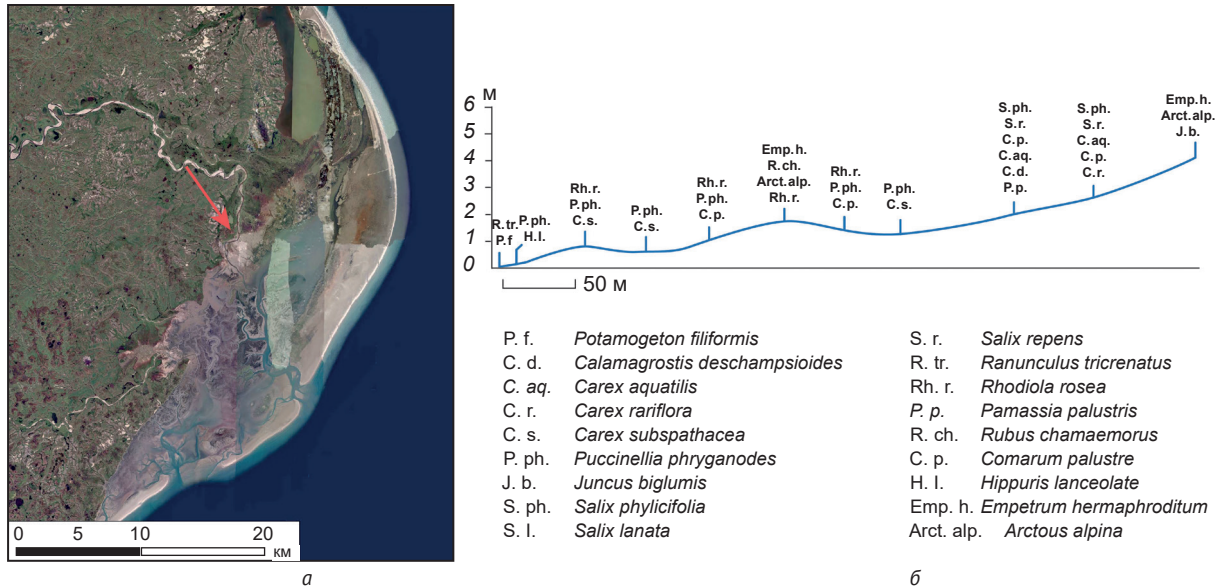 0 5 10 20
км
а
м
6
5
4
3
2
1
0
R. tr.
P. f
P. ph.
H. I.
Rh. r.
P. ph.
C. s.
P. ph.
C. s.
Rh. r.
P. ph.
C. p.
Emp. h.
R. ch.
Arct. alp.
Rh. r.
Rh. r.
P. ph.
C. p.
P. ph.
C. s.
S. ph.
S. r.
C. p.
C. aq.
C. d.
P. p.
S. ph.
S. r.
C. aq.
C. p.
C. r.
Emp. h.
Arct. alp.
J. b.
50 м
P. f. Potamogeton filiformis
C. d. Calamagrostis deschampsioides
C. aq. Carex aquatilis
C. r. Carex rariflora
C. s. Carex subspathacea
P. ph. Puccinellia phryganodes
J. b. Juncus biglumis
S. ph. Salix phylicifolia
S. l. Salix lanata
S. r. Salix repens
R. tr. Ranunculus tricrenatus
Rh. r. Rhodiola rosea
P. p. Pamassia palustris
R. ch. Rubus chamaemorus
C. p. Comarum palustre
H. I. Hippuris lanceolate
Emp. h. Empetrum hermaphroditum
Arct. alp. Arctous alpina
б